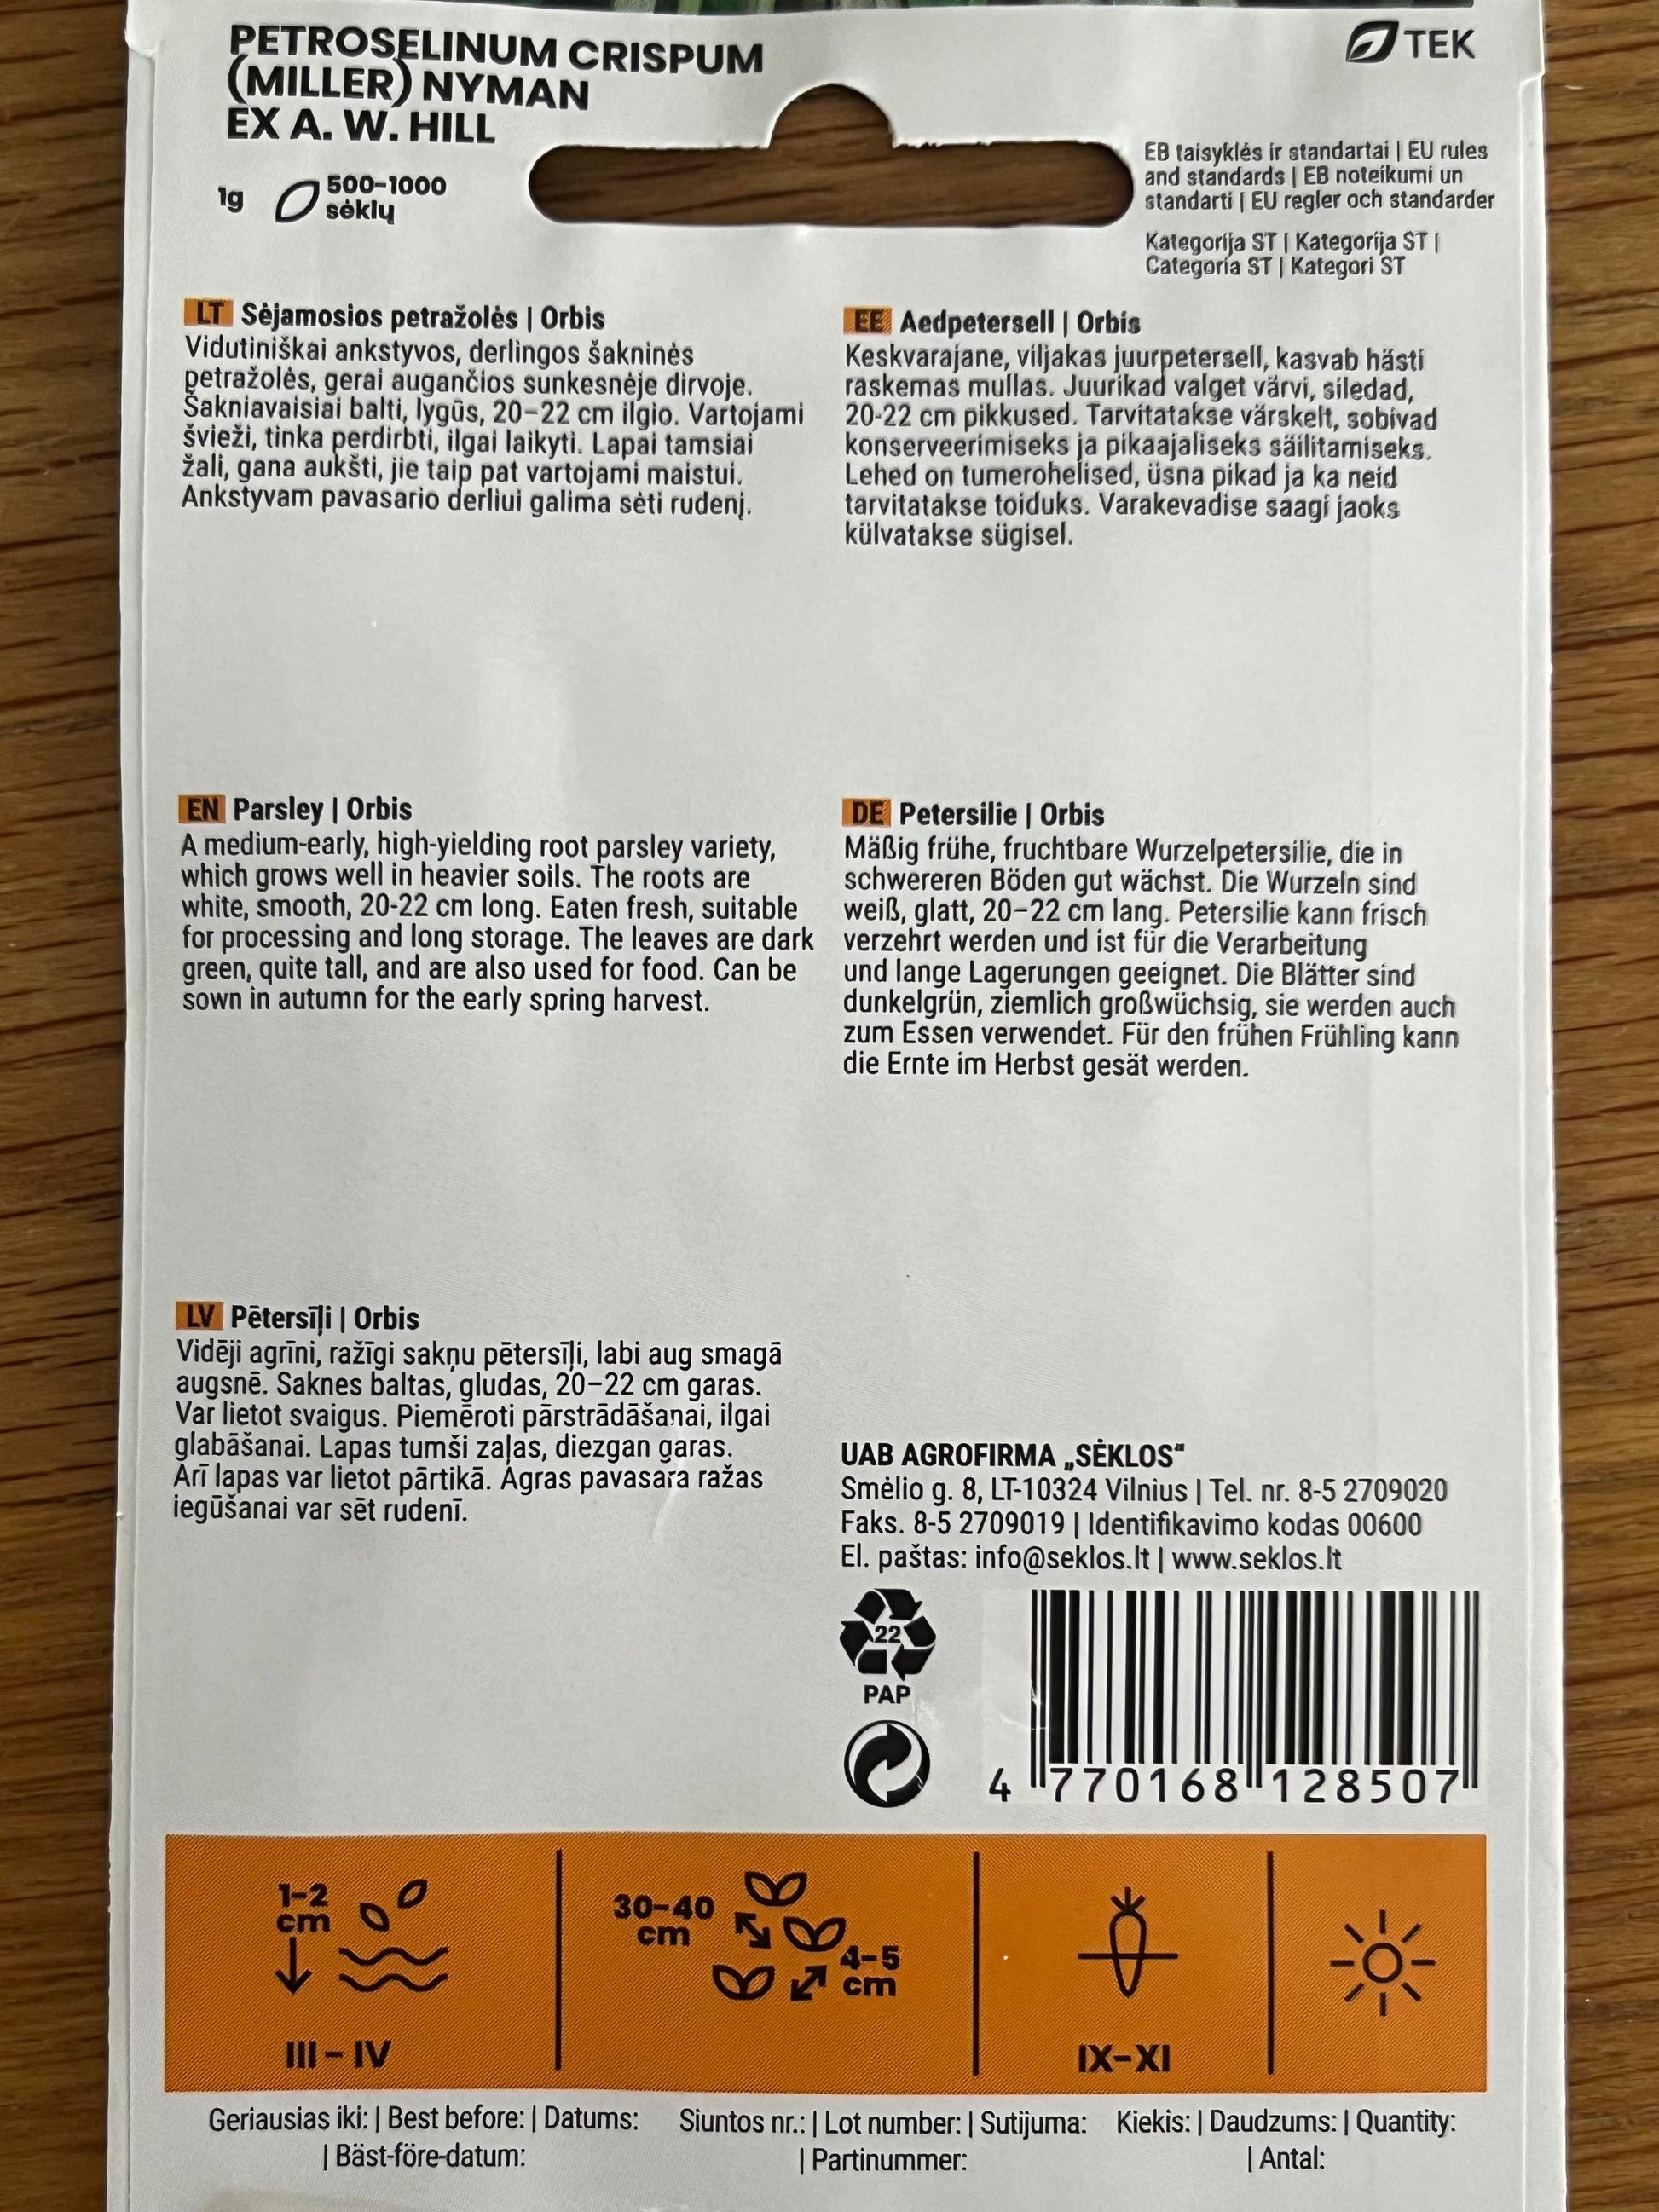 PETROSELINUM CRISPUM
(MILLER) NYMAN
EX A. W. HILL
TEK
1g
500-1000
sėklų
EB taisyklės ir standartai | EU rules
and standards | EB noteikumi un
standarti | EU regler och standarder
Kategorija ST | Kategorija ST |
Categoria ST | Kategori ST
LT Sėjamosios petražolės | Orbis
Vidutiniškai ankstyvos, derlingos šakninės
petražolės, gerai augančios sunkesnėje dirvoje.
Šakniavaisiai balti, lygūs, 20–22 cm ilgio. Vartojami
švieži, tinka perdirbti, ilgai laikyti. Lapai tamsiai
žali, gana aukšti, jie taip pat vartojami maistui.
Ankstyvam pavasario derliui galima sėti rudenį.
EE Aedpetersell | Orbis
Keskvarajane, viljakas juurpetersell, kasvab hästi
raskemas mullas. Juurikad valget värvi, siledad,
20-22 cm pikkused. Tarvitatakse värskelt, sobivad
konserveerimiseks ja pikaajaliseks säilitamiseks.
Lehed on tumerohelised, üsna pikad ja ka neid
tarvitatakse toiduks. Varakevadise saagi jaoks
külvatakse sügisel.
EN Parsley | Orbis
A medium-early, high-yielding root parsley variety,
which grows well in heavier soils. The roots are
white, smooth, 20-22 cm long. Eaten fresh, suitable
for processing and long storage. The leaves are dark
green, quite tall, and are also used for food. Can be
sown in autumn for the early spring harvest.
DE Petersilie | Orbis
Mäßig frühe, fruchtbare Wurzelpetersilie, die in
schwereren Böden gut wächst. Die Wurzeln sind
weiß, glatt, 20–22 cm lang. Petersilie kann frisch
verzehrt werden und ist für die Verarbeitung
und lange Lagerungen geeignet. Die Blätter sind
dunkelgrün, ziemlich großwüchsig, sie werden auch
zum Essen verwendet. Für den frühen Frühling kann
die Ernte im Herbst gesät werden.
LV Pētersīļi | Orbis
Vidēji agrīni, ražīgi sakņu pētersīļi, labi aug smagā
augsnē. Saknes baltas, gludas, 20–22 cm garas.
Var lietot svaigus. Piemēroti pārstrādāšanai, ilgai
glabāšanai. Lapas tumši zaļas, diezgan garas.
Arī lapas var lietot pārtikā. Agras pavasara ražas
iegūšanai var sēt rudenī.
UAB AGROFIRMA „SĖKLOS“
Smėlio g. 8, LT-10324 Vilnius | Tel. nr. 8-5 2709020
Faks. 8-5 2709019 | Identifikavimo kodas 00600
El. paštas: info@seklos.lt | www.seklos.lt
22
PAP
4 770168 128507
1-2
cm
III – IV
30–40
cm
4-5
cm
IX–XI
Geriausias iki: | Best before: | Datums:
| Bäst-före-datum:
Siuntos nr.: | Lot number: | Sutijuma:
| Partinummer:
Kiekis: | Daudzums: | Quantity:
| Antal: